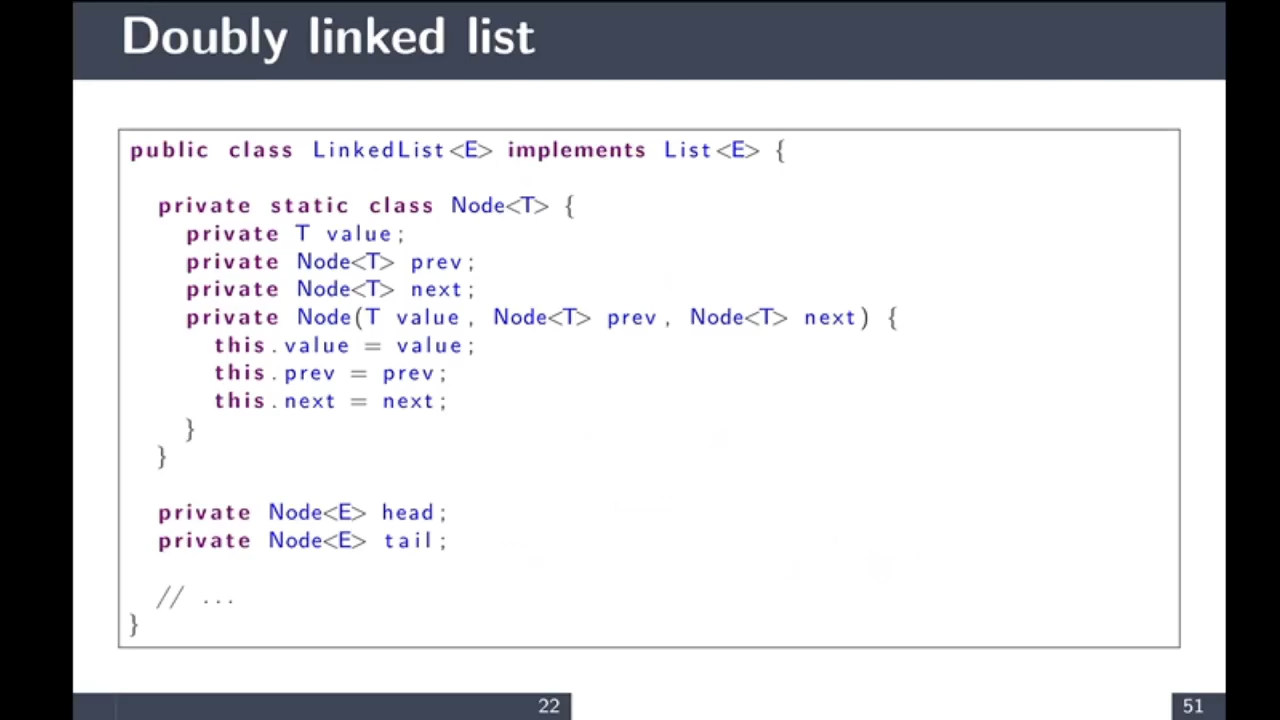 Doubly linked list
public class LinkedList<E> implements List<E> {
private static class Node<T> {
private T value;
private Node<T> prev;
private Node<T> next;
private Node(T value, Node<T> prev, Node<T> next) {
this.value = value;
this.prev = prev;
this.next = next;
}
}
private Node<E> head;
private Node<E> tail;
// ...
}
22
51